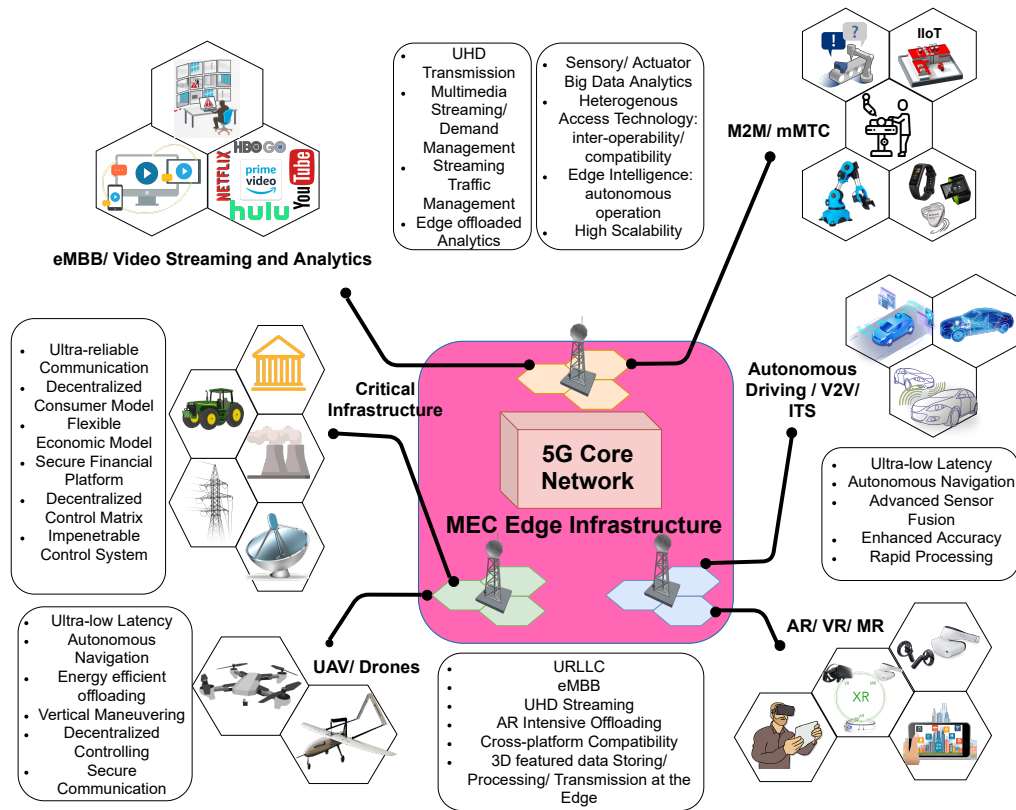 UHD
Transmission
Multimedia
Streaming/
Demand
Management
Streaming
Traffic
Management
Edge offloaded
Analytics
Sensory/ Actuator
Big Data Analytics
Heterogenous
Access Technology:
inter-operability/
compatibility
Edge Intelligence:
autonomous
operation
High Scalability
! ?
IIoT
M2M/ mMTC
NETFLIX
HBO GO
prime
video
YouTube
hulu
eMBB/ Video Streaming and Analytics
Ultra-reliable
Communication
Decentralized
Consumer Model
Flexible
Economic Model
Secure Financial
Platform
Decentralized
Control Matrix
Impenetrable
Control System
Critical
Infrastructure
5G Core
Network
MEC Edge Infrastructure
Autonomous
Driving / V2V/
ITS
Ultra-low Latency
Autonomous Navigation
Advanced Sensor
Fusion
Enhanced Accuracy
Rapid Processing
Ultra-low Latency
Autonomous
Navigation
Energy efficient
offloading
Vertical Maneuvering
Decentralized
Controlling
Secure
Communication
UAV/ Drones
URLLC
eMBB
UHD Streaming
AR Intensive Offloading
Cross-platform Compatibility
3D featured data Storing/
Processing/ Transmission at the
Edge
AR/ VR/ MR
VR
MR
XR
AR